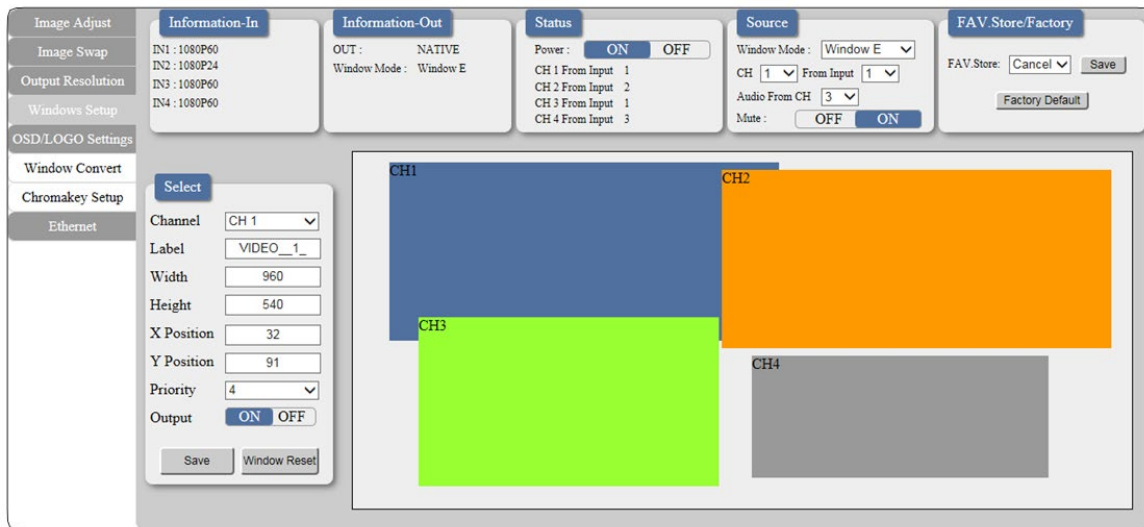 Image Adjust
Image Swap
Output Resolution
Windows Setup
OSD/LOGO Settings
Window Convert
Chromakey Setup
Ethernet
Information-In
IN1 : 1080P60
IN2 : 1080P24
IN3 : 1080P60
IN4 : 1080P60
Information-Out
OUT : NATIVE
Window Mode : Window E
Status
Power : ON OFF
CH 1 From Input 1
CH 2 From Input 2
CH 3 From Input 1
CH 4 From Input 3
Source
Window Mode : Window E
CH 1 From Input 1
Audio From CH 3
Mute : OFF ON
FAV.Store/Factory
FAV.Store: Cancel Save
Factory Default
Select
Channel CH 1
Label VIDEO__1_
Width 960
Height 540
X Position 32
Y Position 91
Priority 4
Output ON OFF
Save Window Reset
CH1
CH2
CH3
CH4